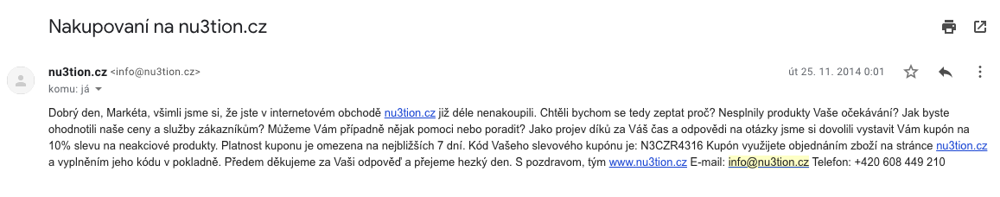 Nakupovaní na nu3tion.cz
nu3tion.cz <info@nu3tion.cz>
út 25. 11. 2014 0:01
komu: já
Dobrý den, Markéta, všimli jsme si, že jste v internetovém obchodě nu3tion.cz již déle nenakoupili. Chtěli bychom se tedy zeptat proč? Nesplnily produkty Vaše očekávání? Jak byste
ohodnotili naše ceny a služby zákazníkům? Můžeme Vám případně nějak pomoci nebo poradit? Jako projev díků za Váš čas a odpovědi na otázky jsme si dovolili vystavit Vám kupón na
10% slevu na neakciové produkty. Platnost kuponu je omezena na nejbližších 7 dní. Kód Vašeho slevového kupónu je: N3CZR4316 Kupón využijete objednáním zboží na stránce nu3tion.cz
a vyplněním jeho kódu v pokladně. Předem děkujeme za Vaši odpověď a přejeme hezký den. S pozdravom, tým www.nu3tion.cz E-mail: info@nu3tion.cz Telefon: +420 608 449 210